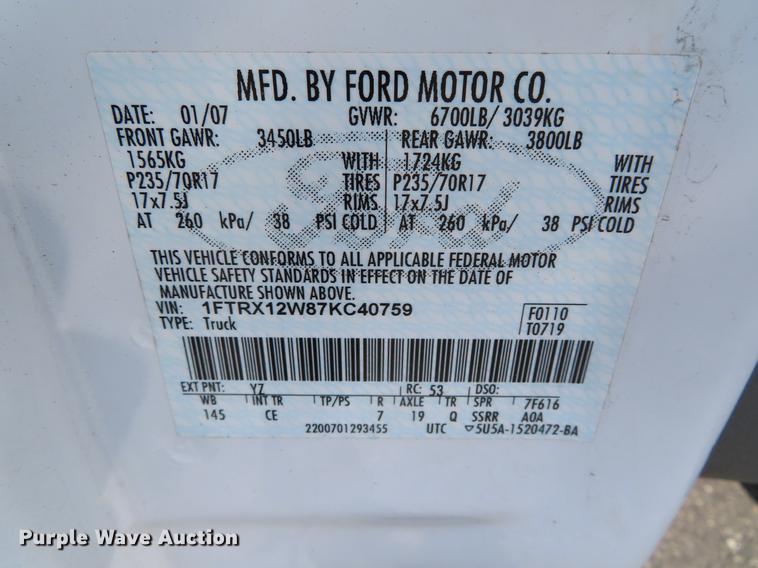 MFD. BY FORD MOTOR CO.
DATE: 01/07 GVWR: 6700LB/ 3039KG
FRONT GAWR: 3450LB REAR GAWR: 3800LB
1565KG WITH 1724KG WITH
P235/70R17 TIRES P235/70R17 TIRES
17x7.5J RIMS 17x7.5J RIMS
AT 260 kPa/ 38 PSI COLD AT 260 kPa/ 38 PSI COLD
Ford
THIS VEHICLE CONFORMS TO ALL APPLICABLE FEDERAL MOTOR
VEHICLE SAFETY STANDARDS IN EFFECT ON THE DATE OF
MANUFACTURE SHOWN ABOVE.
VIN: 1FTRX12W87KC40759 F0110
TYPE: Truck T0719
EXT PNT: YZ RC: 53 DSO:
WB INT TR TP/PS R AXLE TR SPR 7F616
145 CE 7 19 Q SSRR AOA
2200701293455 UTC ▽5U5A-1520472-BA
Purple Wave Auction